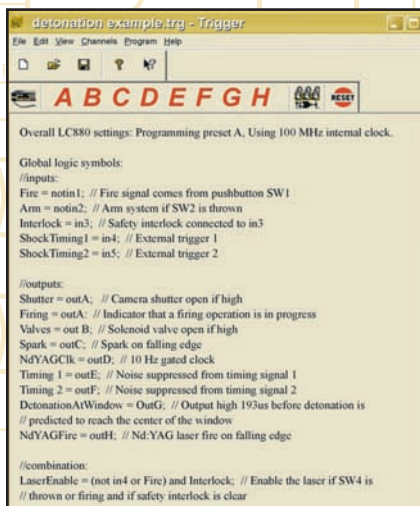 detonation example.trg - Trigger
File Edit View Channels Program Help
A B C D E F G H RESET
Overall LC880 settings: Programming preset A, Using 100 MHz internal clock.
Global logic symbols:
//inputs:
Fire = notin1; // Fire signal comes from pushbutton SW1
Arm = notin2; // Arm system if SW2 is thrown
Interlock = in3; // Safety interlock connected to in3
ShockTiming1 = in4; // External trigger 1
ShockTiming2 = in5; // External trigger 2
//outputs:
Shutter = outA; // Camera shutter open if high
Firing = outA: // Indicator that a firing operation is in progress
Valves = out B; // Solenoid valve open if high
Spark = outC; // Spark on falling edge
NdYAGClk = outD; // 10 Hz gated clock
Timing 1 = outE; // Noise suppressed from timing signal 1
Timing 2 = outF; // Noise suppressed from timing signal 2
DetonationAtWindow = OutG; // Output high 193us before detonation is
// predicted to reach the center of the window
NdYAGFire = outH; // Nd:YAG laser fire on falling edge
//combination:
LaserEnable = (not in4 or Fire) and Interlock; // Enable the laser if SW4 is
// thrown or firing and if safety interlock is clear